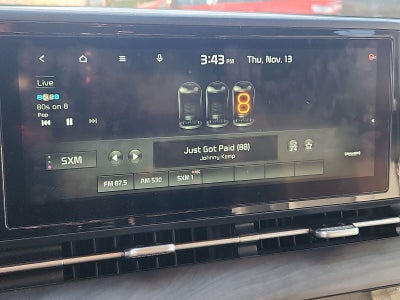 3:43 PM Thu, Nov. 13
Live
80s on 8
Pop
8
Just Got Paid (88)
Johnny Kemp
SXM
FM 87.5 AM 530 SXM 1